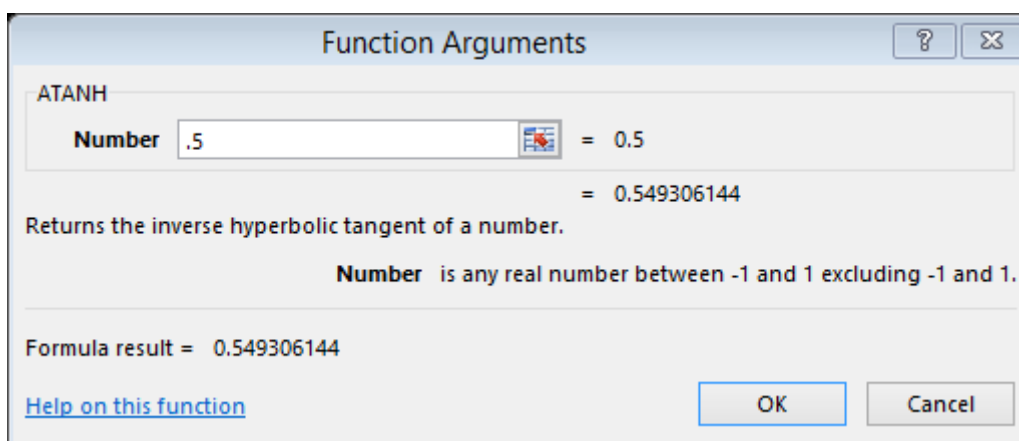 Function Arguments
ATANH
Number .5 = 0.5
= 0.549306144
Returns the inverse hyperbolic tangent of a number.
Number is any real number between -1 and 1 excluding -1 and 1.
Formula result = 0.549306144
Help on this function OK Cancel